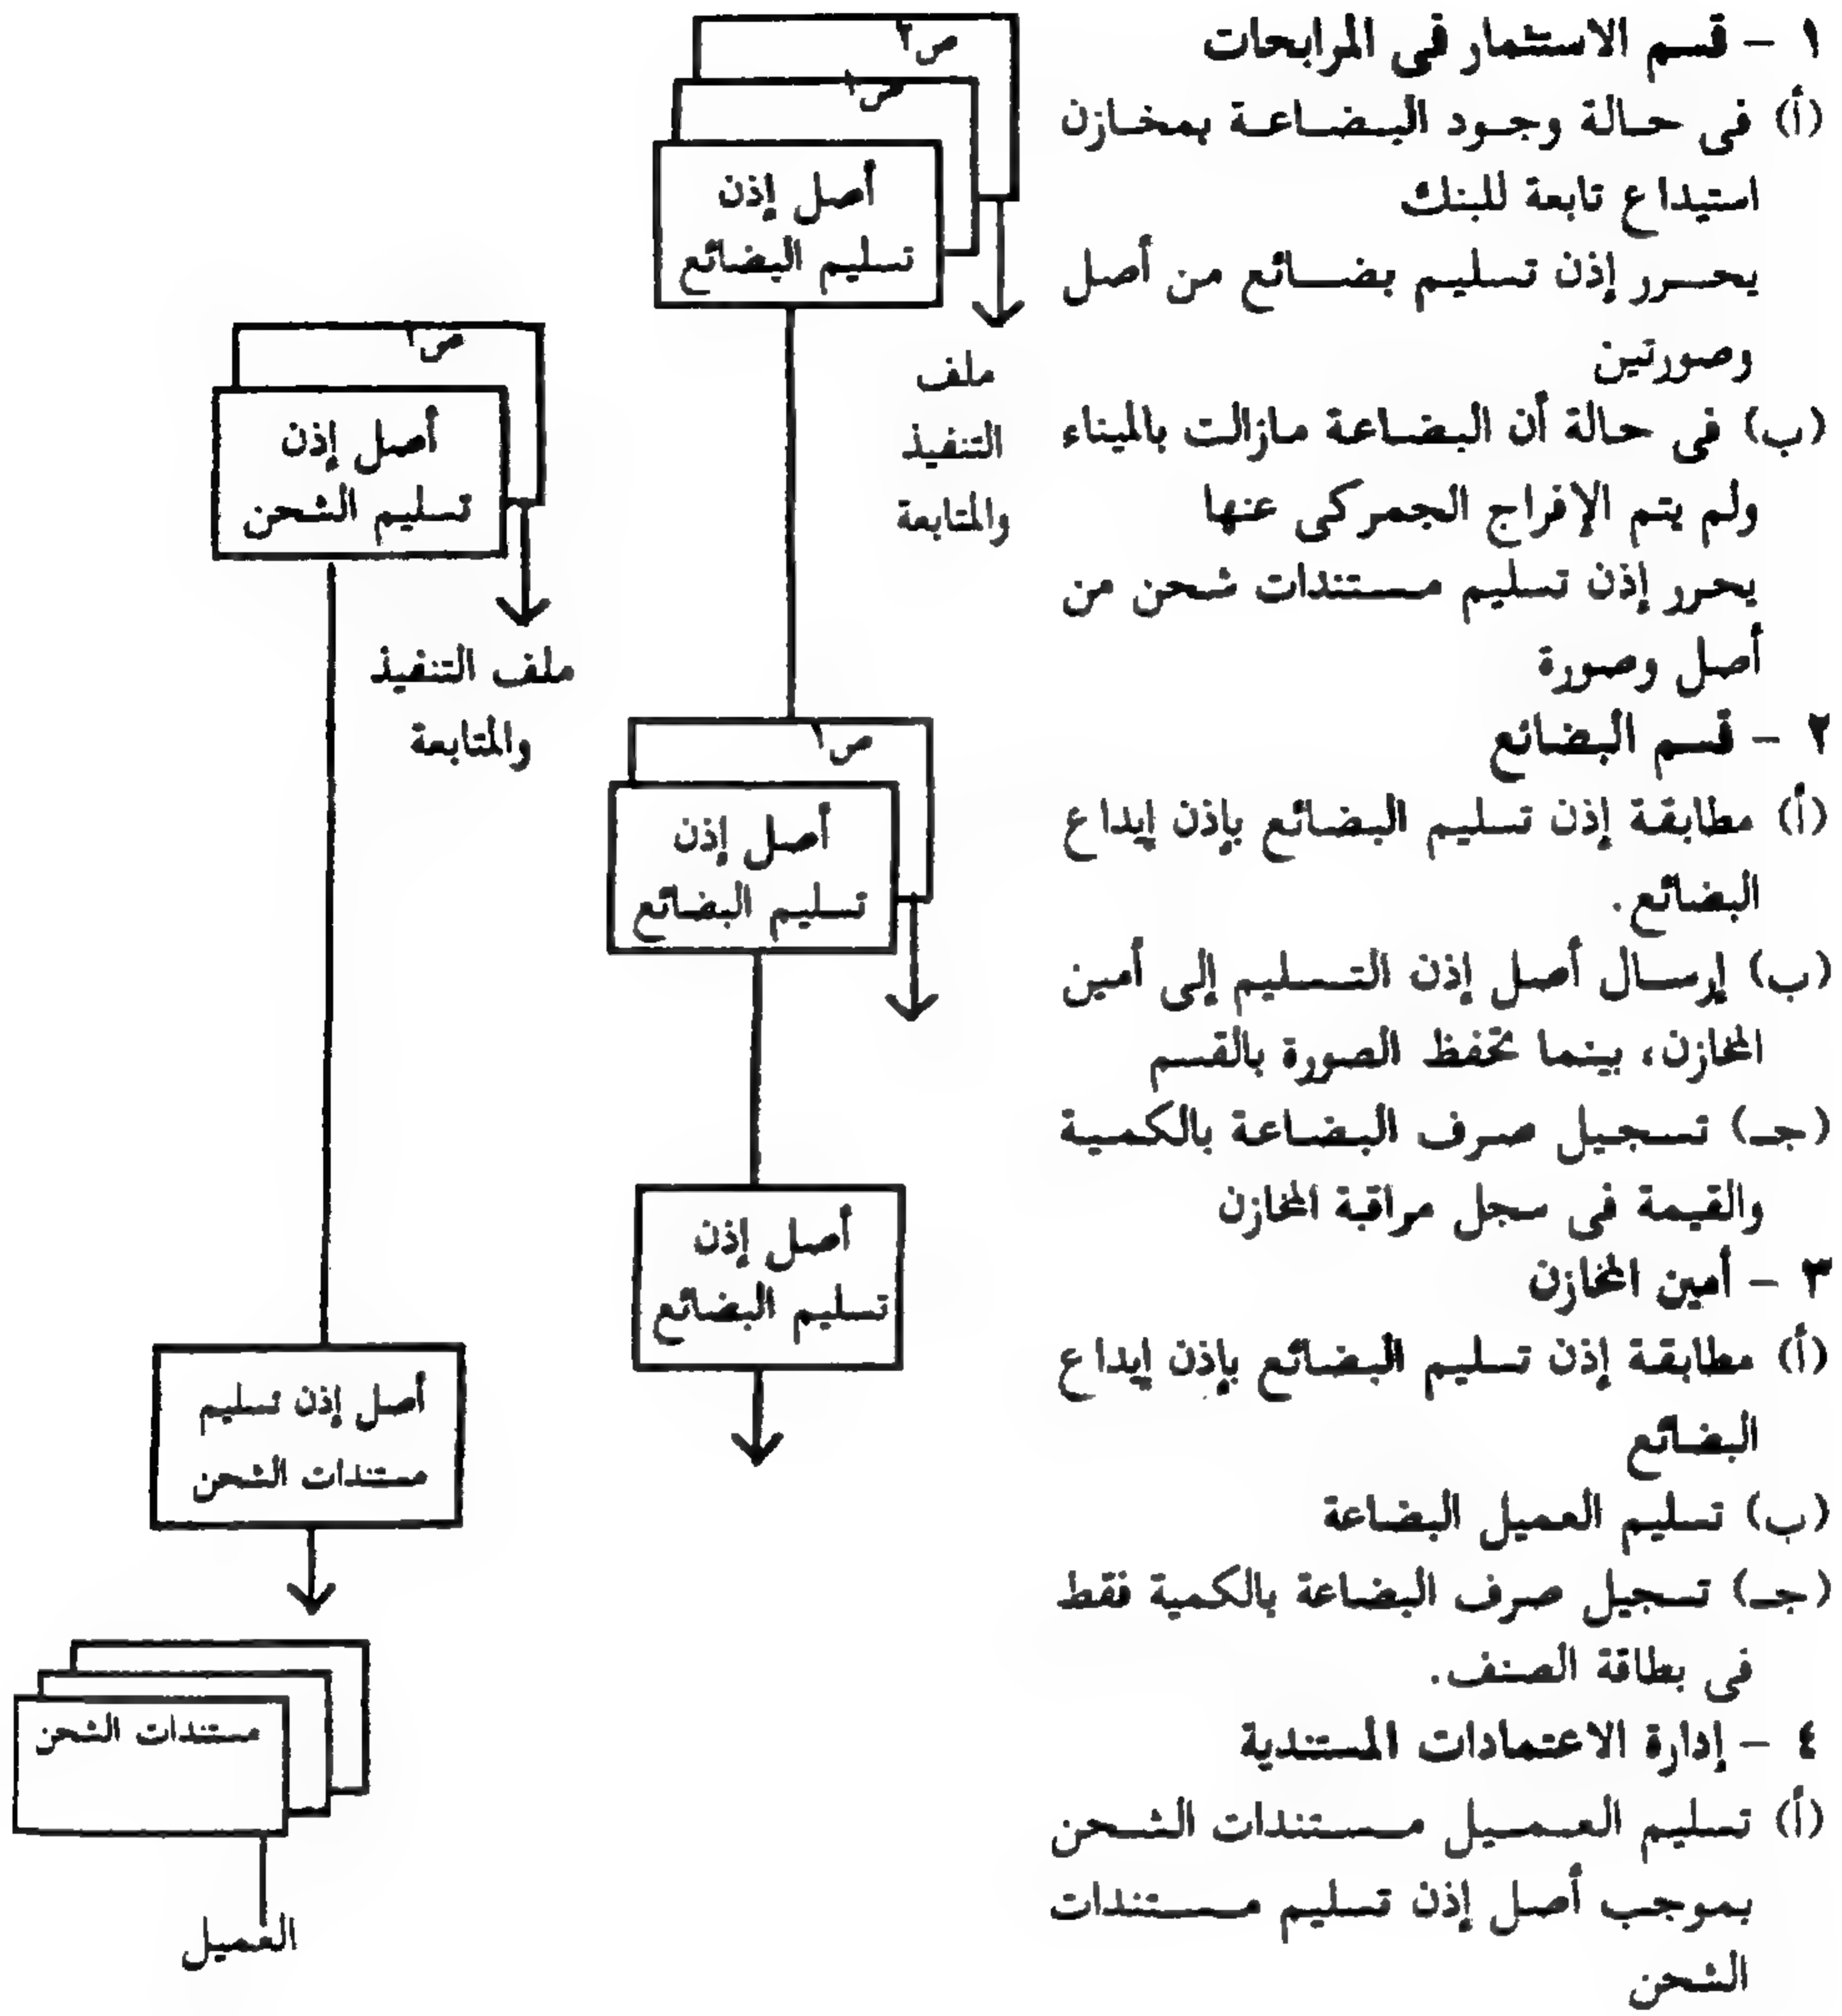 ١ - قسم الاستثمار فى المرابحات
(أ) فى حالة وجود البضاعة بمخازن
استيداع تابعة للبنك
يحرر إذن تسليم بضائع من أصل
وصورتين
(ب) فى حالة أن البضاعة مازالت بالميناء
ولم يتم الإفراج الجمركى عنها
يحرر إذن تسليم مستندات شحن من
أصل وصورة
٢ - قسم البضائع
(أ) مطابقة إذن تسليم البضائع بإذن إيداع
البضائع.
(ب) إرسال أصل إذن التسليم إلى أمين
المخازن، بينما تحفظ الصورة بالقسم
(جـ) تسجيل صرف البضاعة بالكمية
والقيمة فى سجل مراقبة المخازن
٣ - أمين المخازن
(أ) مطابقة إذن تسليم البضائع بإذن إيداع
البضائع
(ب) تسليم العميل البضاعة
(جـ) تسجيل صرف البضاعة بالكمية فقط
فى بطاقة الصنف.
٤ - إدارة الاعتمادات المستندية
(أ) تسليم العميل مستندات الشحن
بموجب أصل إذن تسليم مستندات
الشحن
ص٢
ص١
أصل إذن
تسليم البضائع
ملف
التنفيذ
والمتابعة
ص١
أصل إذن
تسليم البضائع
أصل إذن
تسليم البضائع
ص١
أصل إذن
تسليم الشحن
ملف التنفيذ
والمتابعة
أصل إذن تسليم
مستندات الشحن
مستندات الشحن
العميل